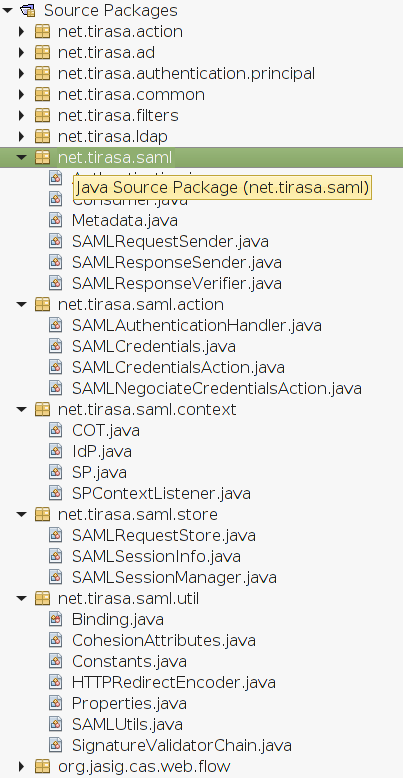 Source Packages
net.tirasa.action
net.tirasa.ad
net.tirasa.authentication.principal
net.tirasa.common
net.tirasa.filters
net.tirasa.ldap
net.tirasa.saml
Java Source Package (net.tirasa.saml)
Consumer.java
Metadata.java
SAMLRequestSender.java
SAMLResponseSender.java
SAMLResponseVerifier.java
net.tirasa.saml.action
SAMLAuthenticationHandler.java
SAMLCredentials.java
SAMLCredentialsAction.java
SAMLNegociateCredentialsAction.java
net.tirasa.saml.context
COT.java
IdP.java
SP.java
SPContextListener.java
net.tirasa.saml.store
SAMLRequestStore.java
SAMLSessionInfo.java
SAMLSessionManager.java
net.tirasa.saml.util
Binding.java
CohesionAttributes.java
Constants.java
HTTPRedirectEncoder.java
Properties.java
SAMLUtils.java
SignatureValidatorChain.java
org.jasig.cas.web.flow